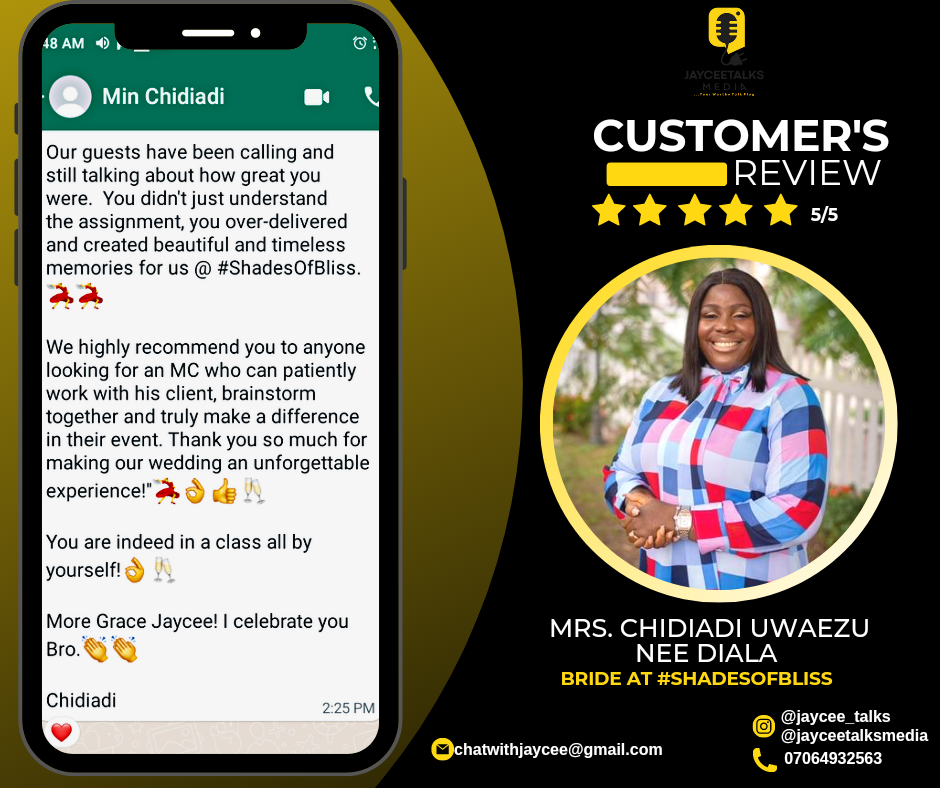 48 AM
Min Chidiadi
Our guests have been calling and
still talking about how great you
were.  You didn't just understand
the assignment, you over-delivered
and created beautiful and timeless
memories for us @ #ShadesOfBliss.
💃💃
We highly recommend you to anyone
looking for an MC who can patiently
work with his client, brainstorm
together and truly make a difference
in their event. Thank you so much for
making our wedding an unforgettable
experience!"💃👌👍🥂
You are indeed in a class all by
yourself!👌🥂
More Grace Jaycee! I celebrate you
Bro.👏👏
Chidiadi
2:25 PM
❤️
JAYCEETALKS
MEDIA
CUSTOMER'S
REVIEW
5/5
MRS. CHIDIADI UWAEZU
NEE DIALA
BRIDE AT #SHADESOFBLISS
chatwithjaycee@gmail.com
@jaycee_talks
@jayceetalksmedia
07064932563